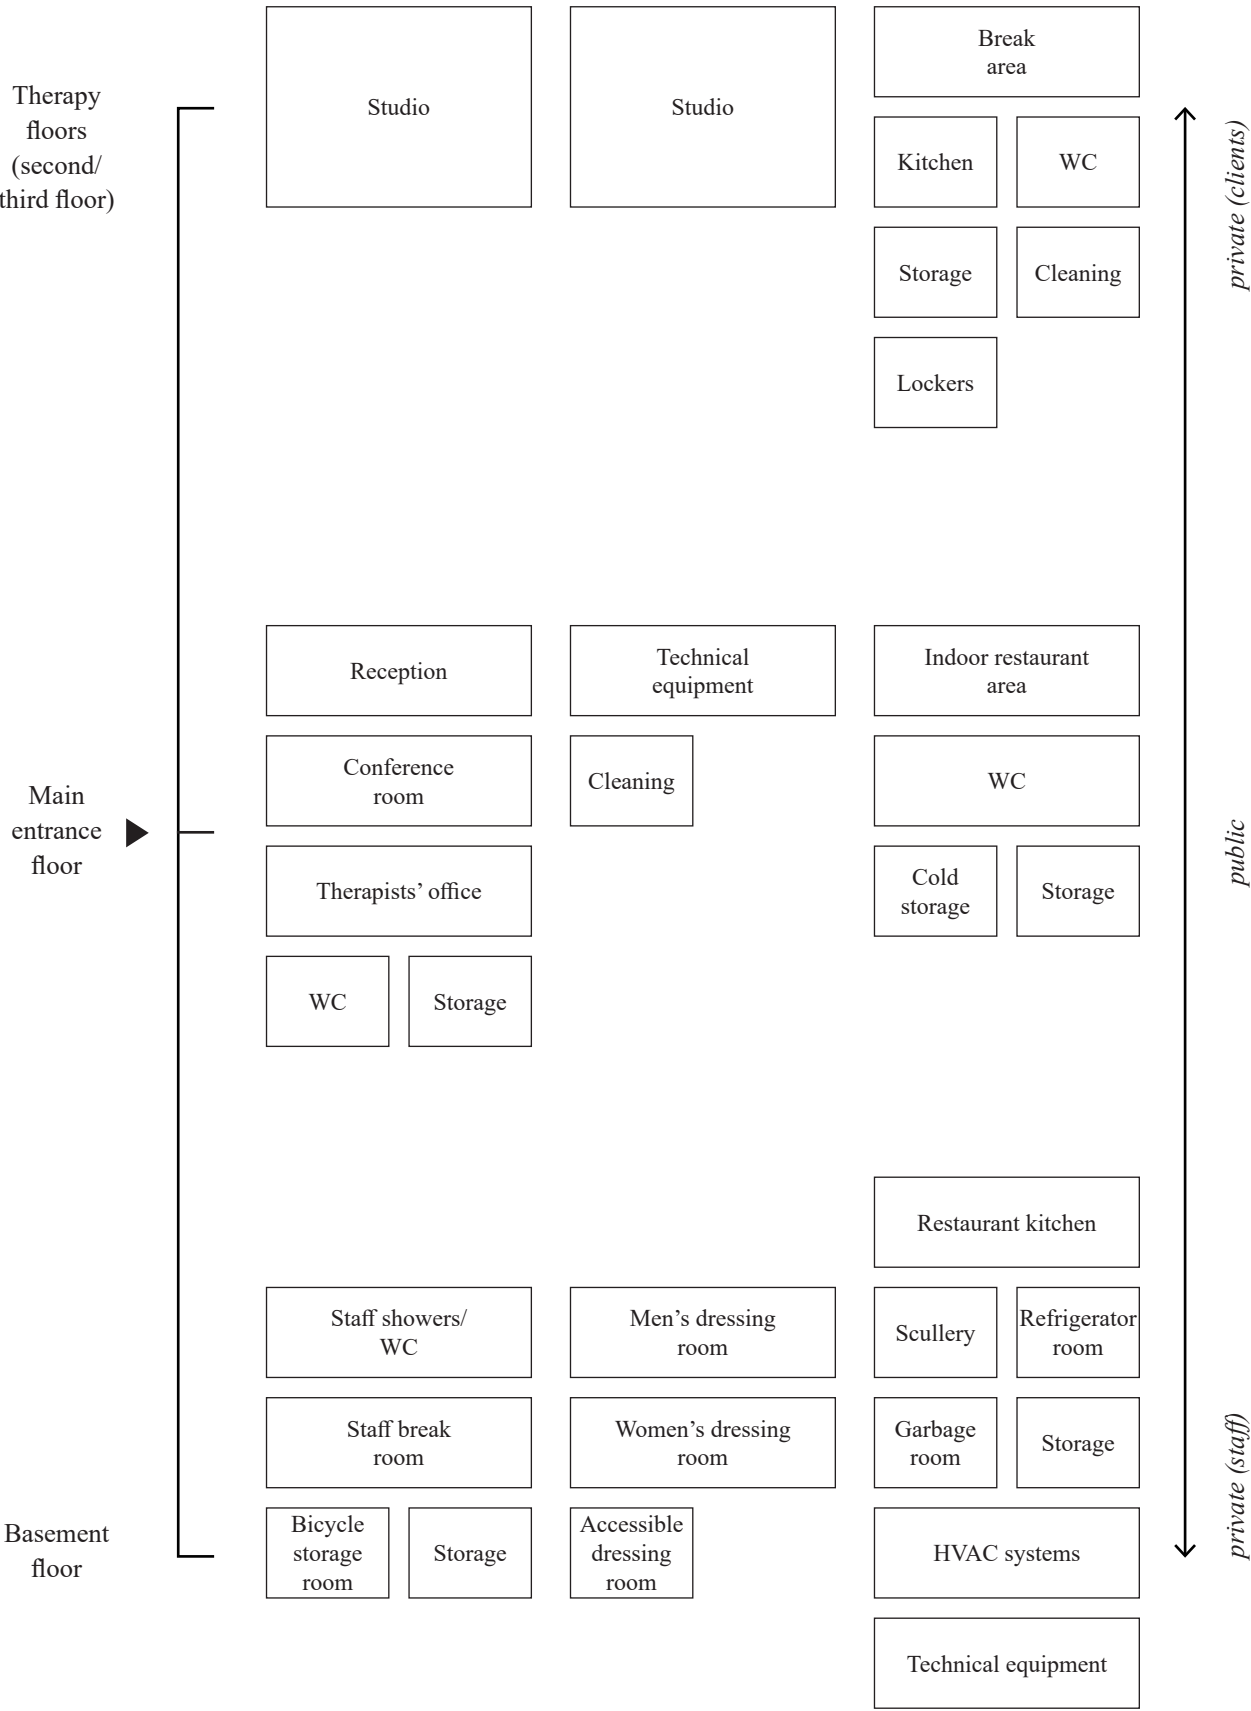 Therapy
floors
(second/
third floor)
Studio
Studio
Break
area
Kitchen
WC
Storage
Cleaning
Lockers
private (clients)
Main
entrance
floor
Reception
Technical
equipment
Indoor restaurant
area
Conference
room
Cleaning
WC
Therapists’ office
Cold
storage
Storage
WC
Storage
public
Basement
floor
Restaurant kitchen
Staff showers/
WC
Men’s dressing
room
Scullery
Refrigerator
room
Staff break
room
Women’s dressing
room
Garbage
room
Storage
Bicycle
storage
room
Storage
Accessible
dressing
room
HVAC systems
Technical equipment
private (staff)